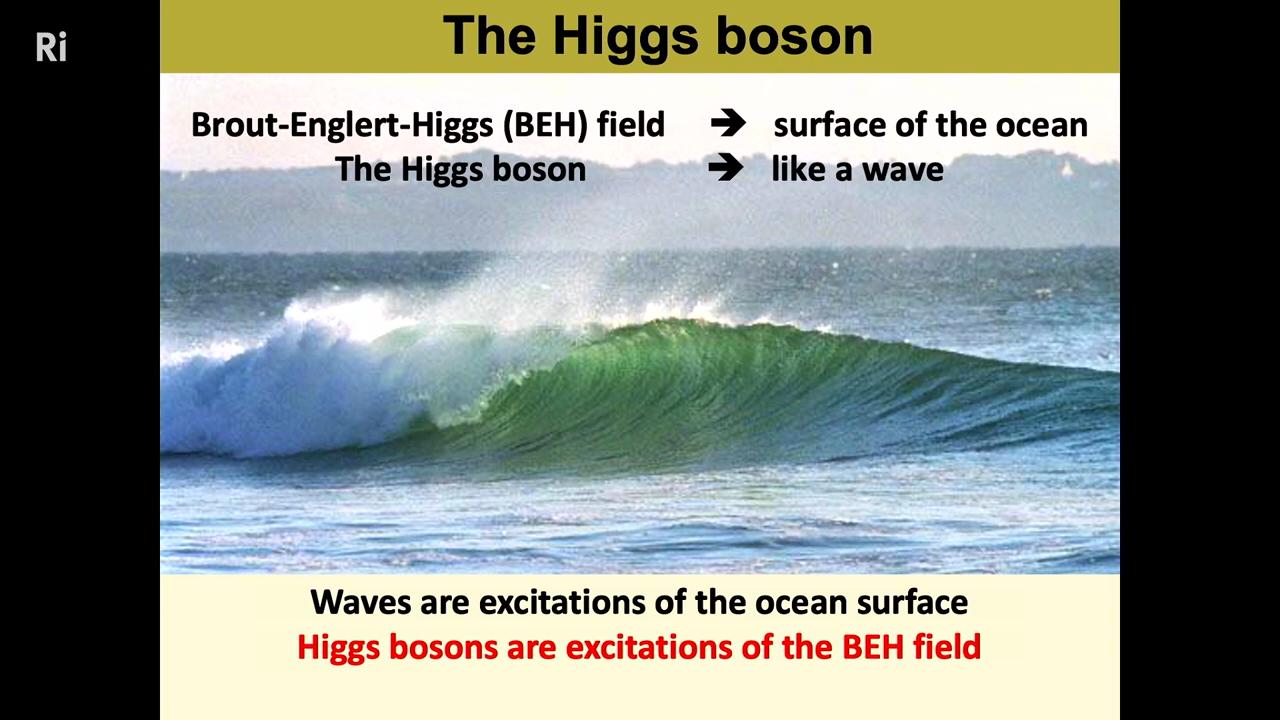 Ri
The Higgs boson
Brout-Englert-Higgs (BEH) field ➔ surface of the ocean
The Higgs boson ➔ like a wave
Waves are excitations of the ocean surface
Higgs bosons are excitations of the BEH field